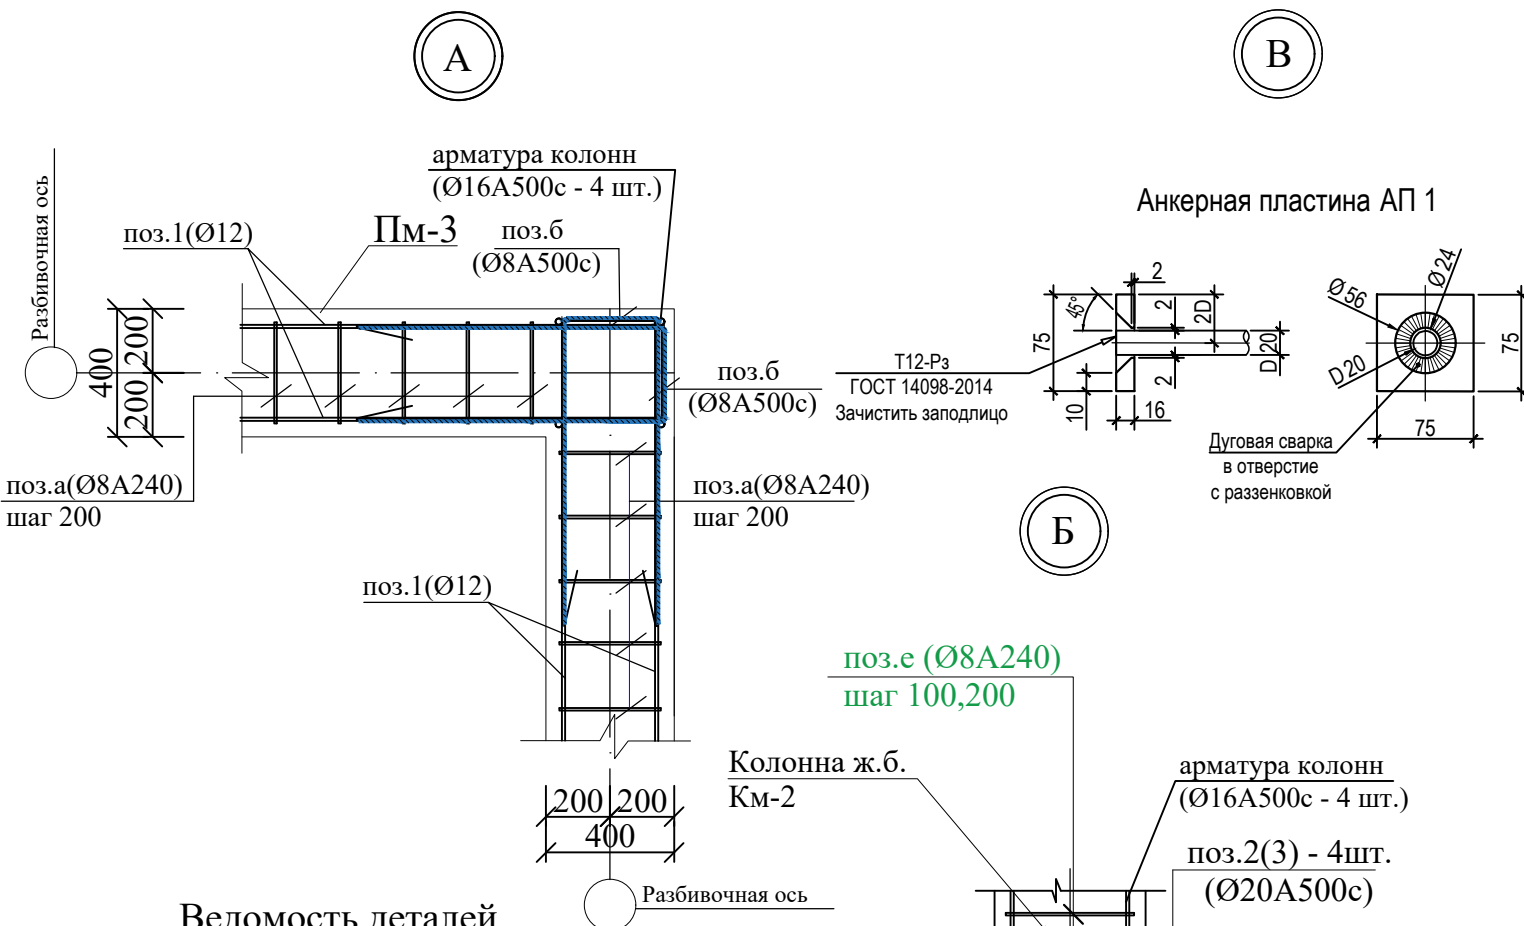 А
В
арматура колонн
(Ø16А500с - 4 шт.)
Анкерная пластина АП 1
Разбивочная ось
поз.1(Ø12)
Пм-3
поз.б
(Ø8А500с)
200
200
400
2
45°
2
2D
75
D20
2
10
16
Ø56
Ø24
D20
75
75
Т12-Рз
ГОСТ 14098-2014
Зачистить заподлицо
поз.б
(Ø8А500с)
Дуговая сварка
в отверстие
с раззенковкой
поз.а(Ø8А240)
шаг 200
поз.а(Ø8А240)
шаг 200
Б
поз.1(Ø12)
поз.е (Ø8А240)
шаг 100,200
Колонна ж.б.
Км-2
арматура колонн
(Ø16А500с - 4 шт.)
200 200
400
поз.2(3) - 4шт.
(Ø20А500с)
Разбивочная ось
Ведомость деталей